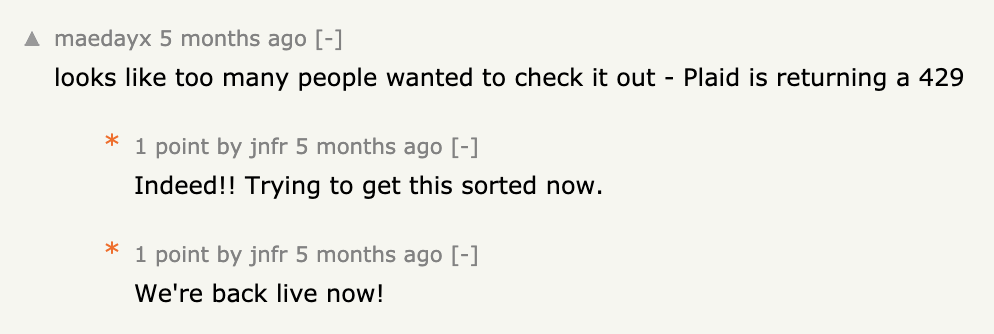 ▲ maedayx 5 months ago [-]
looks like too many people wanted to check it out - Plaid is returning a 429
* 1 point by jnfr 5 months ago [-]
Indeed!! Trying to get this sorted now.
* 1 point by jnfr 5 months ago [-]
We're back live now!